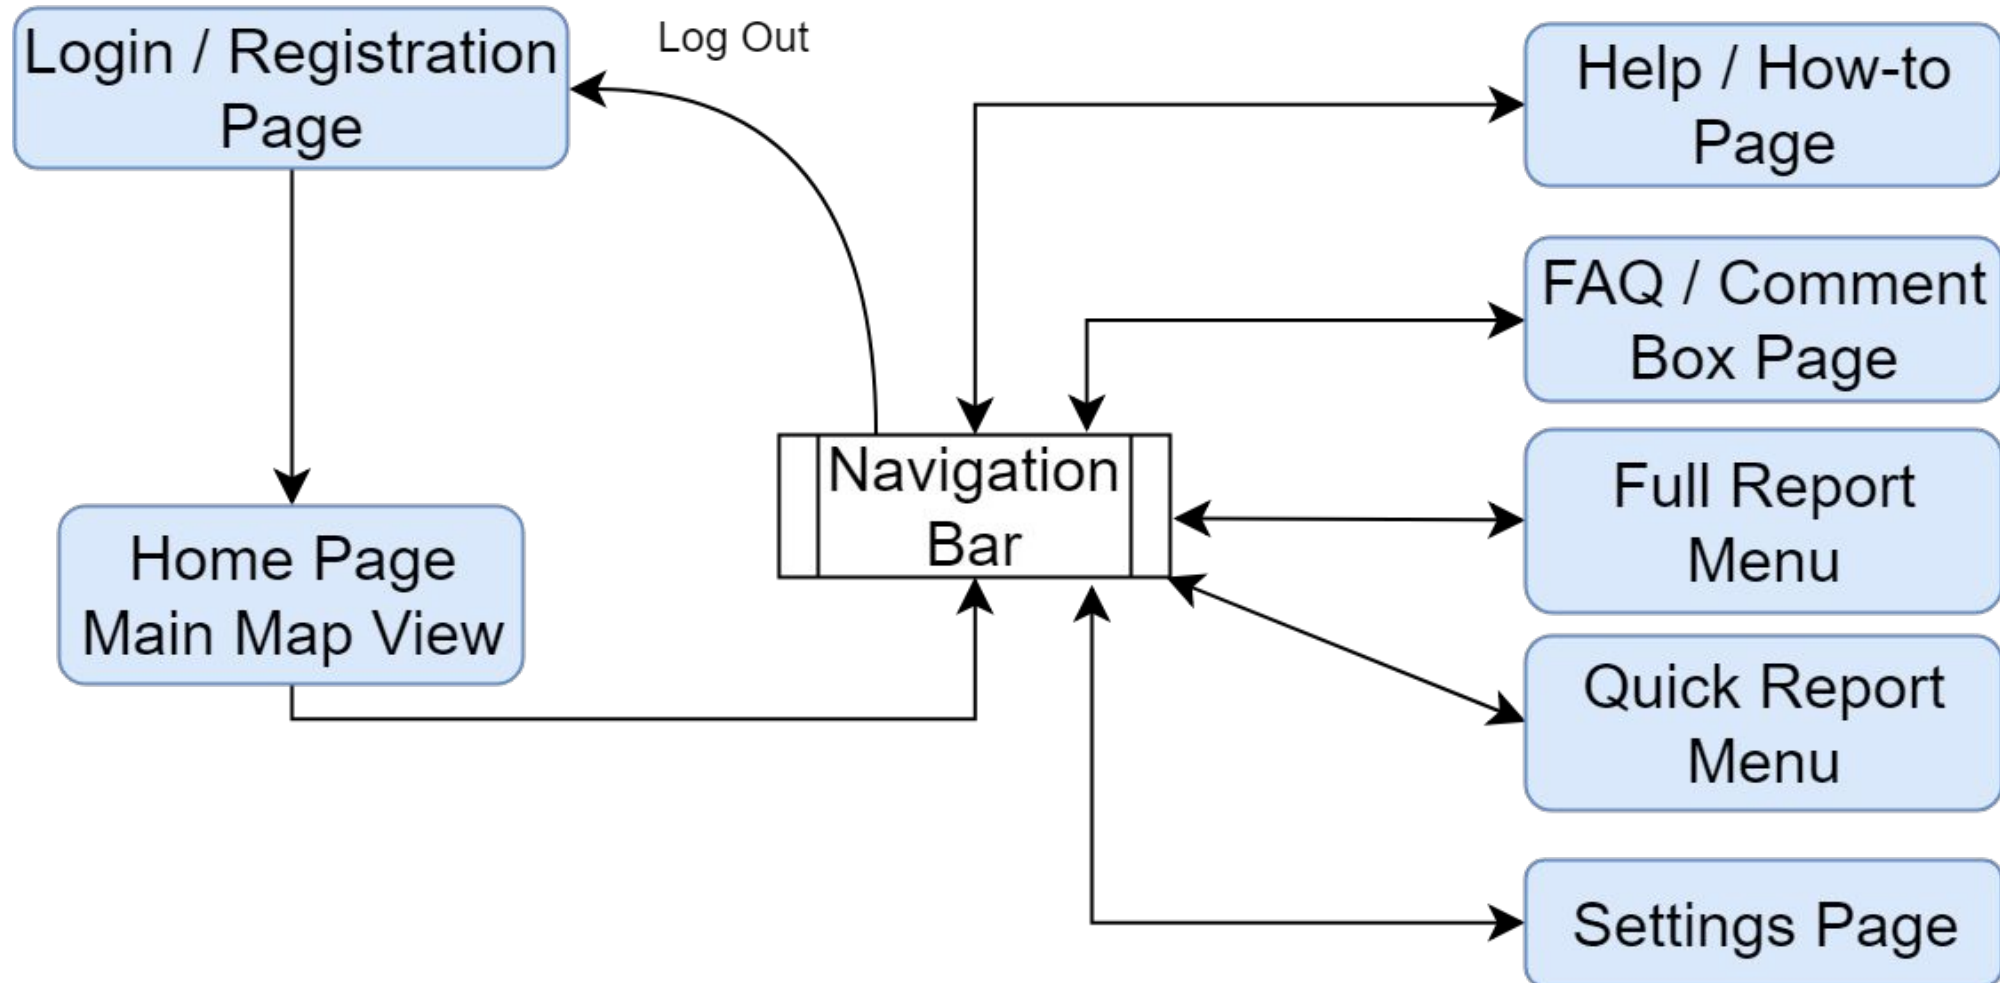 Login / Registration
Page
Log Out
Help / How-to
Page
FAQ / Comment
Box Page
Navigation
Bar
Full Report
Menu
Home Page
Main Map View
Quick Report
Menu
Settings Page